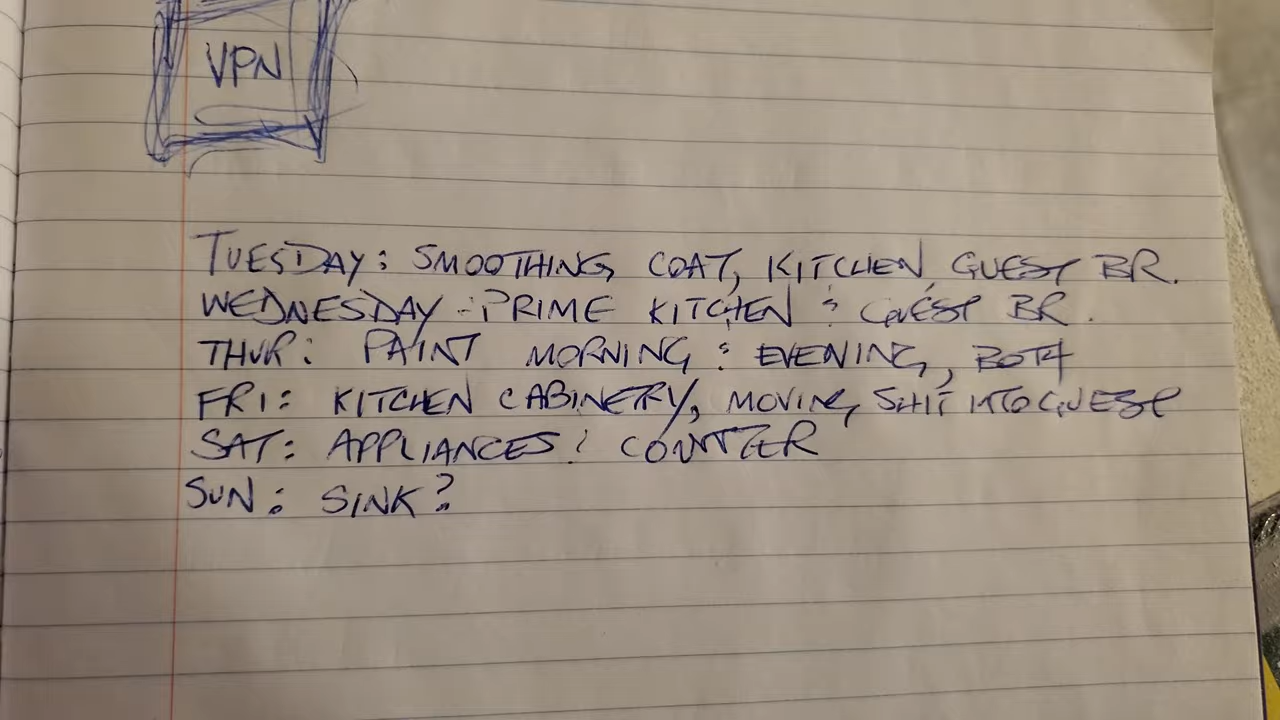 VPN
TUESDAY: SMOOTHING COAT, KITCHEN, GUEST BR.
WEDNESDAY: PRIME KITCHEN & GUEST BR.
THUR: PAINT MORNING & EVENING, BOTH
FRI: KITCHEN CABINETRY, MOVING SHIT INTO GUEST
SAT: APPLIANCES & COUNTER
SUN: SINK?